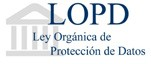 LOPD
Ley Orgánica de
Protección de Datos